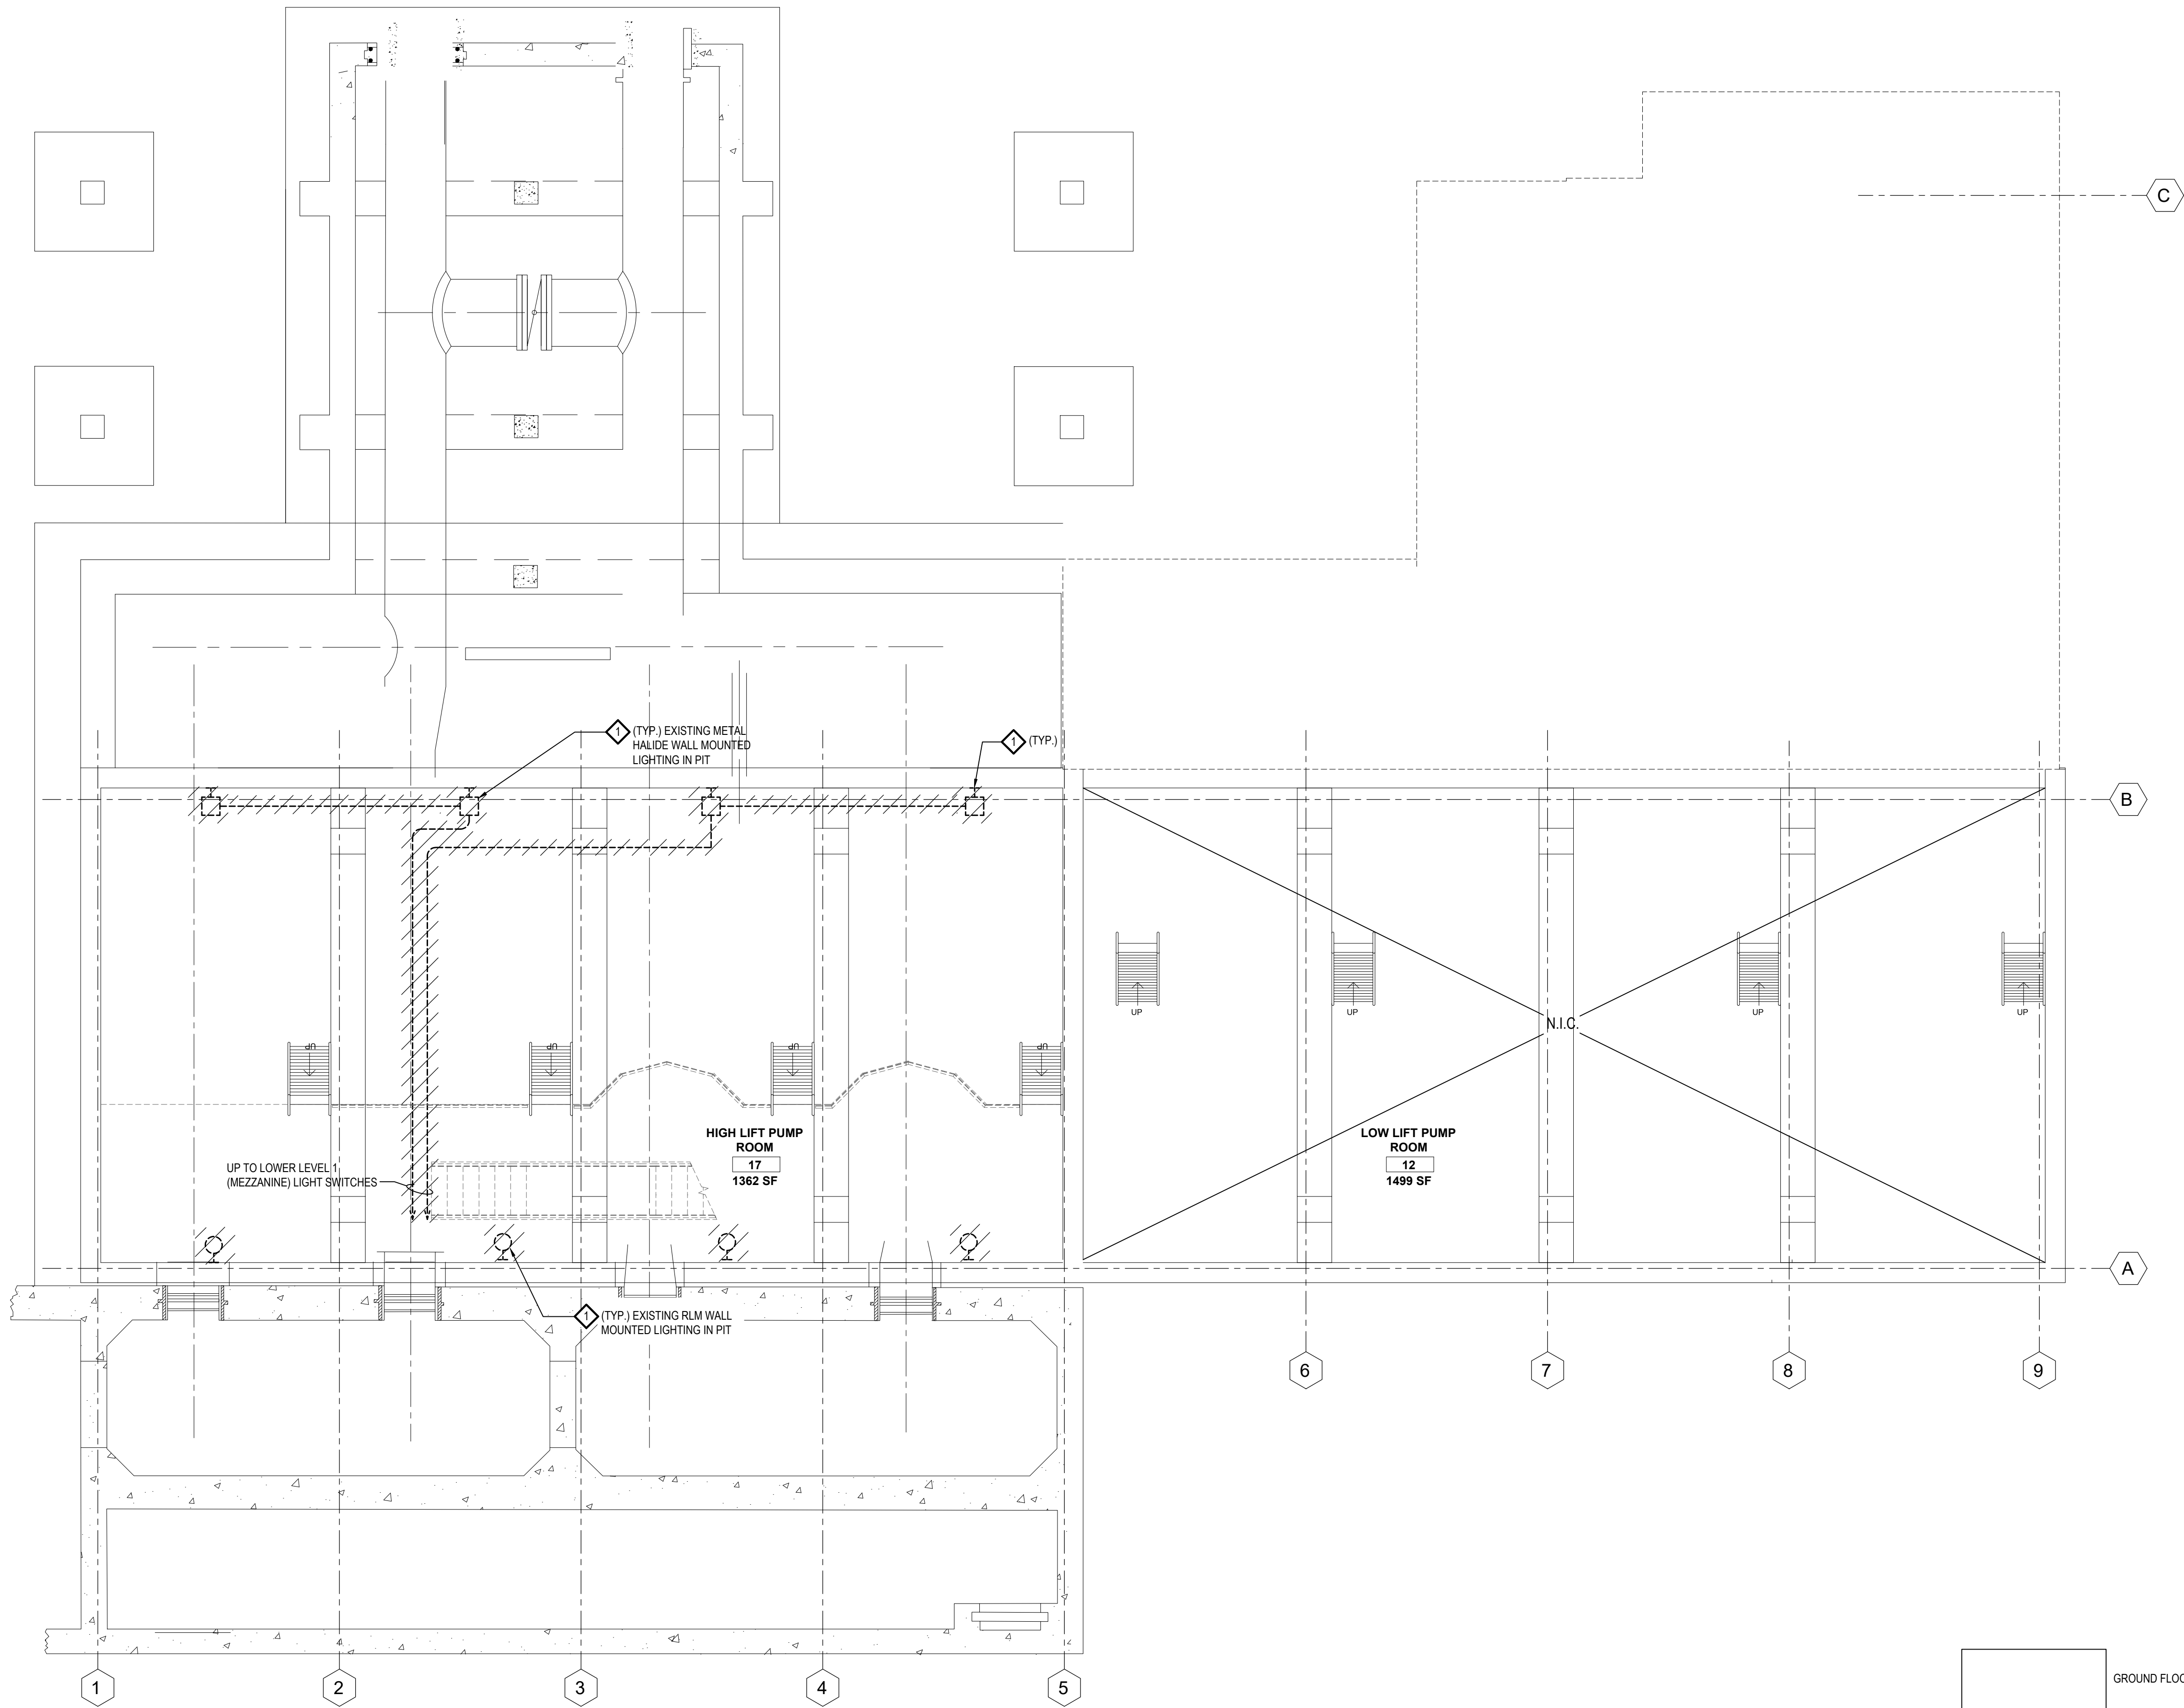 C
1
(TYP.) EXISTING METAL
HALIDE WALL MOUNTED
LIGHTING IN PIT
1
(TYP.)
B
UP
UP
UP
UP
N.I.C.
UP
UP
UP
UP
HIGH LIFT PUMP
ROOM
17
1362 SF
LOW LIFT PUMP
ROOM
12
1499 SF
UP TO LOWER LEVEL 1
(MEZZANINE) LIGHT SWITCHES
A
1
(TYP.) EXISTING RLM WALL
MOUNTED LIGHTING IN PIT
6
7
8
9
GROUND FLOO
1
2
3
4
5